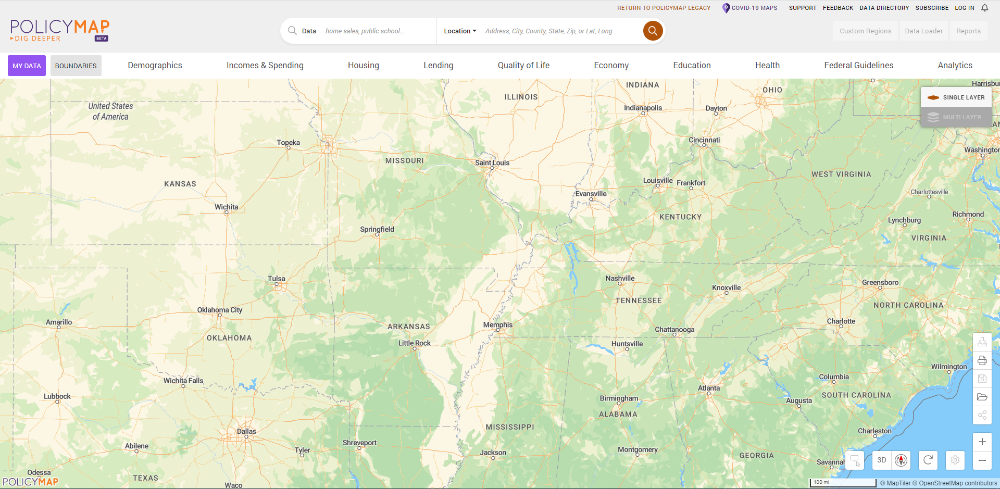 RETURN TO POLICYMAP LEGACY COVID-19 MAPS SUPPORT FEEDBACK DATA DIRECTORY SUBSCRIBE LOG IN
POLICYMAP
DIG DEEPER
BETA
Data home sales, public school... Location Address, City, County, State, Zip, or Lat, Long
Custom Regions Data Loader Reports
MY DATA BOUNDARIES Demographics Incomes & Spending Housing Lending Quality of Life Economy Education Health Federal Guidelines Analytics
INDIANA
Harrisbu
OHIO
ILLINOIS
SINGLE LAYER
United States
of America
Indianapolis
Dayton
MULTI LAYER
Topeka
Cincinnati
Washington
MISSOURI
Saint Louis
WEST VIRGINIA
KANSAS
Louisville
Frankfort
Evansville
Charlottesville
Wichita
Richmond
KENTUCKY
Lynchburg
Springfield
VIRGINIA
Tulsa
Nashville
Greensboro
Knoxville
TENNESSEE
NORTH CAROLINA
Oklahoma City
Amarillo
Charlotte
Memphis
ARKANSAS
Chattanooga
OKLAHOMA
Little Rock
Huntsville
Wilmington
Wichita Falls
Columbia
Atlanta
Lubbock
SOUTH CAROLINA
Birmingham
Augusta
ALABAMA
MISSISSIPPI
Dallas
Charleston
Shreveport
Abilene
Tyler
Jackson
Montgomery
GEORGIA
Savannah
3D
Odessa
TEXAS
POLICYMAP
Waco
100 mi
© MapTiler © OpenStreetMap contributors